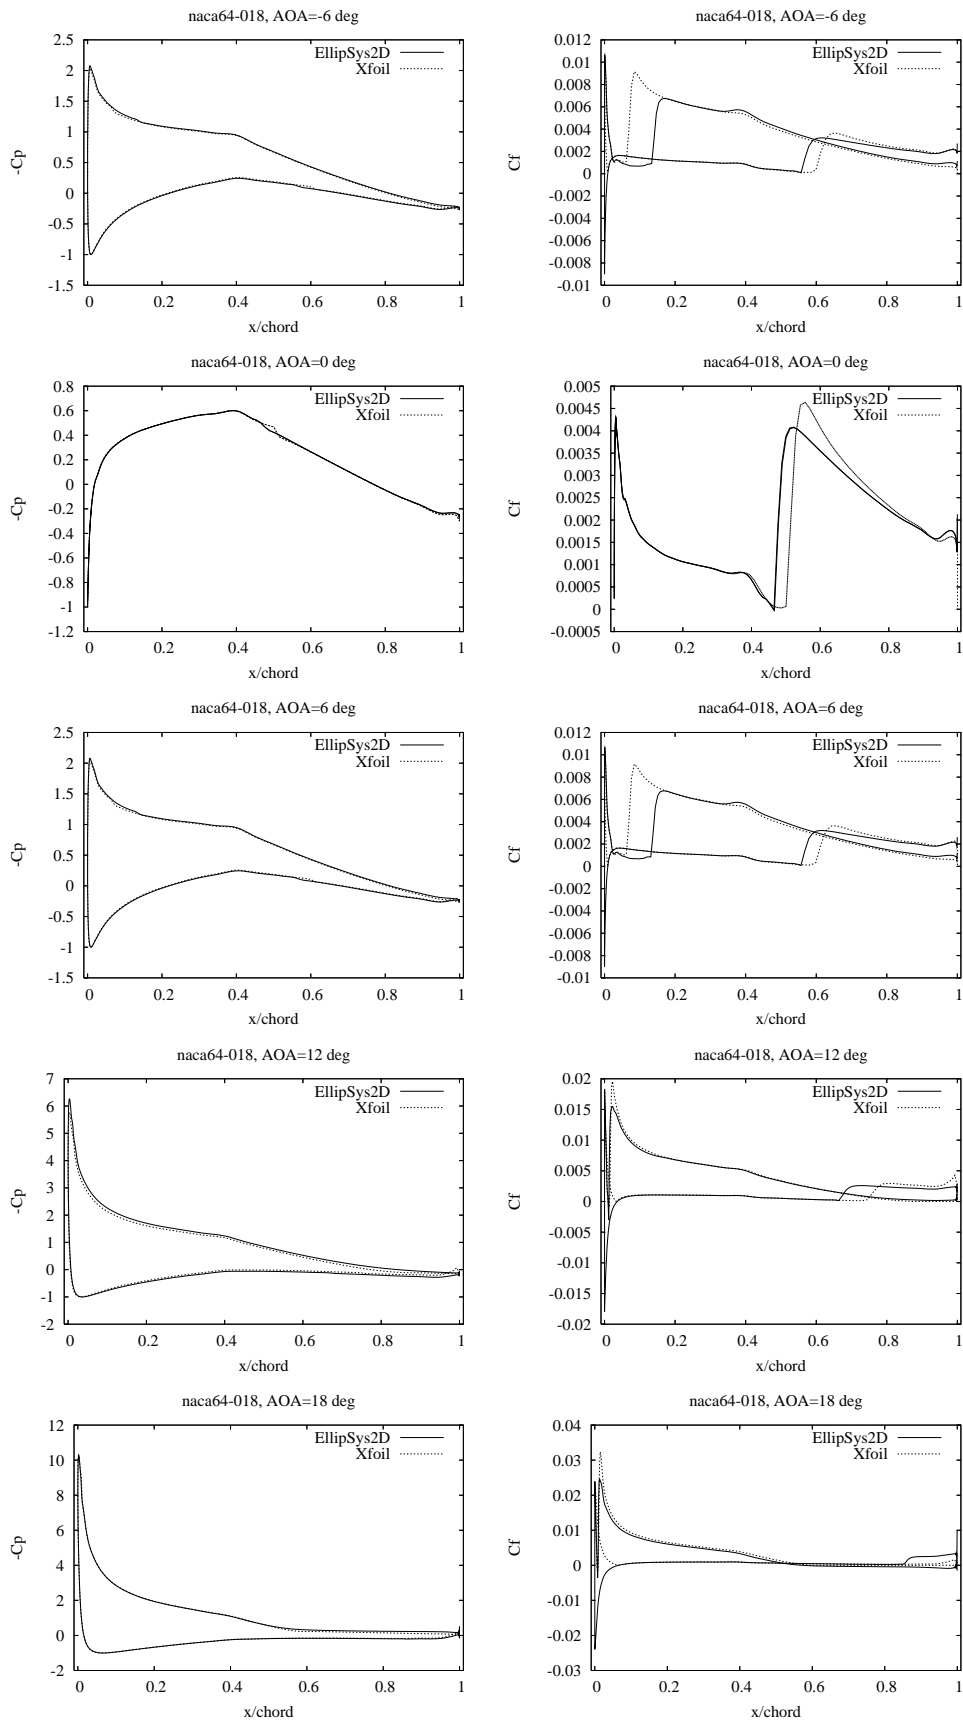 naca64-018, AOA=-6 deg
2.5
2
1.5
1
0.5
0
-0.5
-1
-1.5
-Cp
EllipSys2D
Xfoil
0 0.2 0.4 0.6 0.8 1
x/chord
naca64-018, AOA=-6 deg
0.012
0.01
0.008
0.006
0.004
0.002
0
-0.002
-0.004
-0.006
-0.008
-0.01
Cf
EllipSys2D
Xfoil
0 0.2 0.4 0.6 0.8 1
x/chord
naca64-018, AOA=0 deg
0.8
0.6
0.4
0.2
0
-0.2
-0.4
-0.6
-0.8
-1
-1.2
-Cp
EllipSys2D
Xfoil
0 0.2 0.4 0.6 0.8 1
x/chord
naca64-018, AOA=0 deg
0.005
0.0045
0.004
0.0035
0.003
0.0025
0.002
0.0015
0.001
0.0005
0
-0.0005
Cf
EllipSys2D
Xfoil
0 0.2 0.4 0.6 0.8 1
x/chord
naca64-018, AOA=6 deg
2.5
2
1.5
1
0.5
0
-0.5
-1
-1.5
-Cp
EllipSys2D
Xfoil
0 0.2 0.4 0.6 0.8 1
x/chord
naca64-018, AOA=6 deg
0.012
0.01
0.008
0.006
0.004
0.002
0
-0.002
-0.004
-0.006
-0.008
-0.01
Cf
EllipSys2D
Xfoil
0 0.2 0.4 0.6 0.8 1
x/chord
naca64-018, AOA=12 deg
7
6
5
4
3
2
1
0
-1
-2
-Cp
EllipSys2D
Xfoil
0 0.2 0.4 0.6 0.8 1
x/chord
naca64-018, AOA=12 deg
0.02
0.015
0.01
0.005
0
-0.005
-0.01
-0.015
-0.02
Cf
EllipSys2D
Xfoil
0 0.2 0.4 0.6 0.8 1
x/chord
naca64-018, AOA=18 deg
12
10
8
6
4
2
0
-2
-Cp
EllipSys2D
Xfoil
0 0.2 0.4 0.6 0.8 1
x/chord
naca64-018, AOA=18 deg
0.04
0.03
0.02
0.01
0
-0.01
-0.02
-0.03
Cf
EllipSys2D
Xfoil
0 0.2 0.4 0.6 0.8 1
x/chord